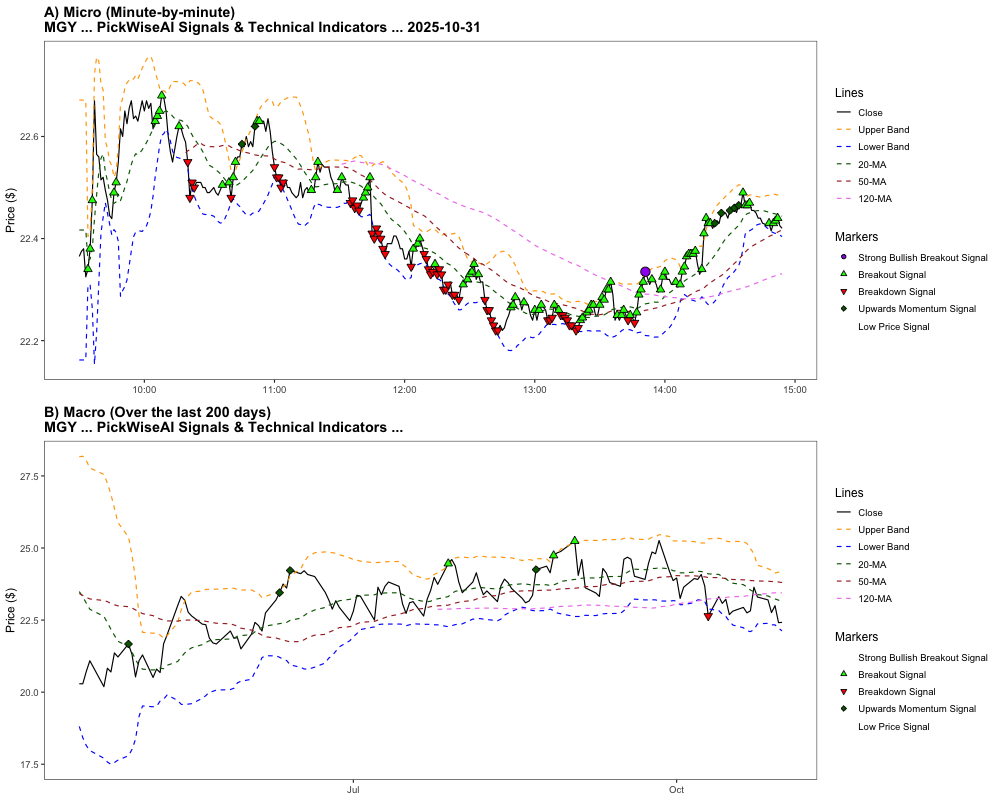 A) Micro (Minute-by-minute)
MGY ... PickWiseAI Signals & Technical Indicators ... 2025-10-31
Price ($)
22.6
22.4
22.2
10:00
11:00
12:00
13:00
14:00
15:00
Lines
Close
Upper Band
Lower Band
20-MA
50-MA
120-MA
Markers
Strong Bullish Breakout Signal
Breakout Signal
Breakdown Signal
Upwards Momentum Signal
Low Price Signal
B) Macro (Over the last 200 days)
MGY ... PickWiseAI Signals & Technical Indicators ...
Price ($)
27.5
25.0
22.5
20.0
17.5
Jul
Oct
Lines
Close
Upper Band
Lower Band
20-MA
50-MA
120-MA
Markers
Strong Bullish Breakout Signal
Breakout Signal
Breakdown Signal
Upwards Momentum Signal
Low Price Signal